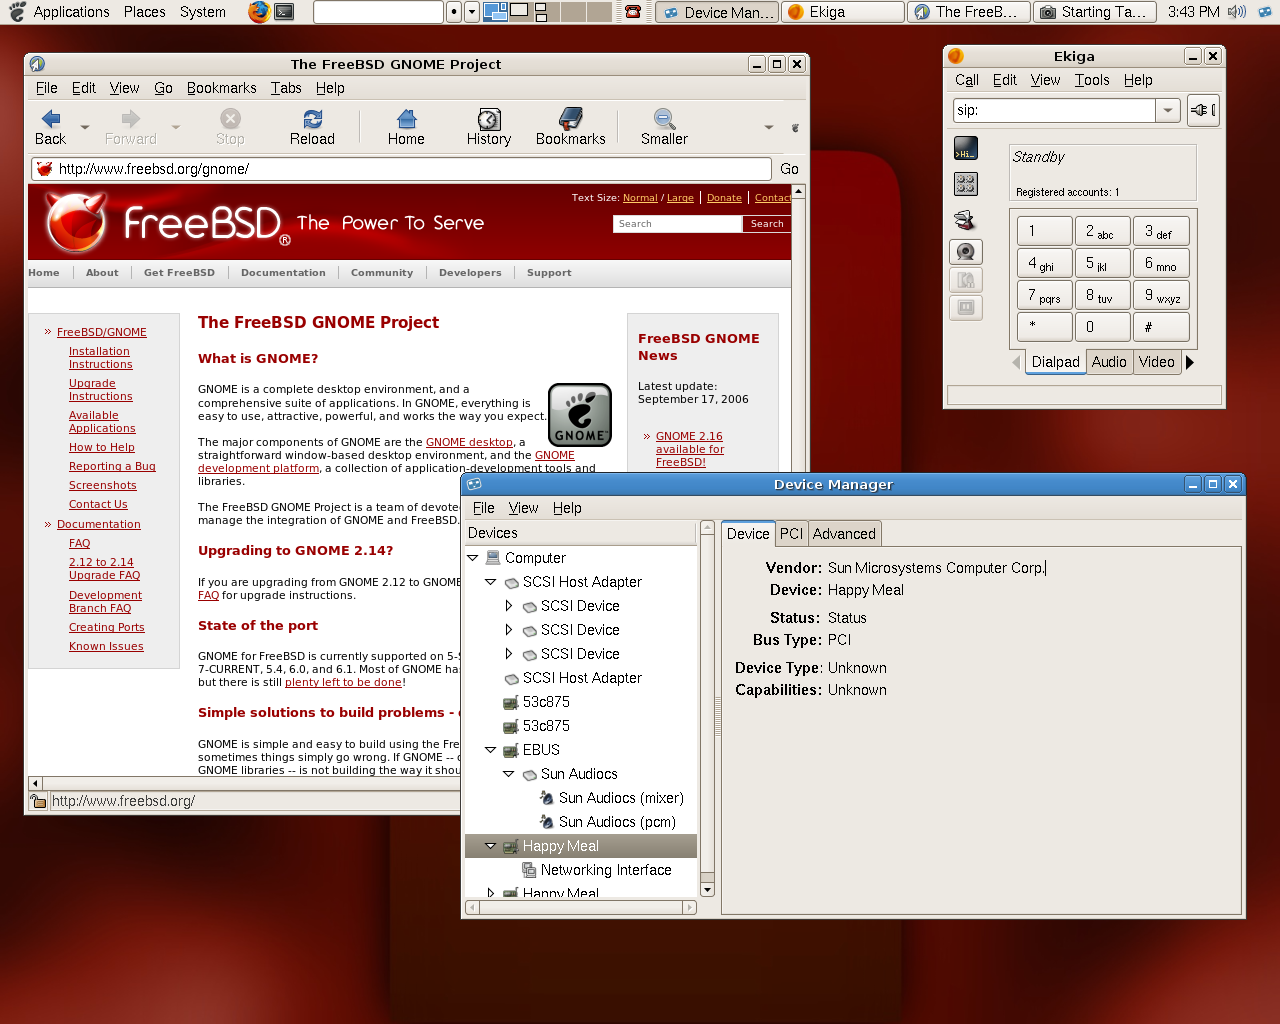 Applications Places System
Device Man...
Ekiga
The FreeB...
Starting Ta...
3:43 PM
The FreeBSD GNOME Project
File Edit View Go Bookmarks Tabs Help
Back Forward Stop Reload Home History Bookmarks Smaller
http://www.freebsd.org/gnome/ Go
Text Size: Normal / Large Donate Contact
FreeBSD® The Power To Serve
Search Search
Home About Get FreeBSD Documentation Community Developers Support
» FreeBSD/GNOME
Installation
Instructions
Upgrade
Instructions
Available
Applications
How to Help
Reporting a Bug
Screenshots
Contact Us
» Documentation
FAQ
2.12 to 2.14
Upgrade FAQ
Development
Branch FAQ
Creating Ports
Known Issues
The FreeBSD GNOME Project
What is GNOME?
GNOME is a complete desktop environment, and a
comprehensive suite of applications. In GNOME, everything is
easy to use, attractive, powerful, and works the way you expect.
GNOME
The major components of GNOME are the GNOME desktop, a
straightforward window-based desktop environment, and the GNOME
development platform, a collection of application-development tools and
libraries.
The FreeBSD GNOME Project is a team of devote
manage the integration of GNOME and FreeBSD.
Upgrading to GNOME 2.14?
If you are upgrading from GNOME 2.12 to GNOME
FAQ for upgrade instructions.
State of the port
GNOME for FreeBSD is currently supported on 5-S
7-CURRENT, 5.4, 6.0, and 6.1. Most of GNOME has
but there is still plenty left to be done!
Simple solutions to build problems -
GNOME is simple and easy to build using the Free
sometimes things simply go wrong. If GNOME --
GNOME libraries -- is not building the way it shou
FreeBSD GNOME
News
Latest update:
September 17, 2006
» GNOME 2.16
available for
FreeBSD!
http://www.freebsd.org/
Ekiga
Call Edit View Tools Help
sip:
>Hi_
Standby
Registered accounts: 1
1 2 abc 3 def
4 ghi 5 jkl 6 mno
7 pqrs 8 tuv 9 wxyz
* 0 #
Dialpad Audio Video
Device Manager
File View Help
Devices
Computer
SCSI Host Adapter
SCSI Device
SCSI Device
SCSI Device
SCSI Host Adapter
53c875
53c875
EBUS
Sun Audiocs
Sun Audiocs (mixer)
Sun Audiocs (pcm)
Happy Meal
Networking Interface
Happy Meal
Device PCI Advanced
Vendor: Sun Microsystems Computer Corp.
Device: Happy Meal
Status: Status
Bus Type: PCI
Device Type: Unknown
Capabilities: Unknown